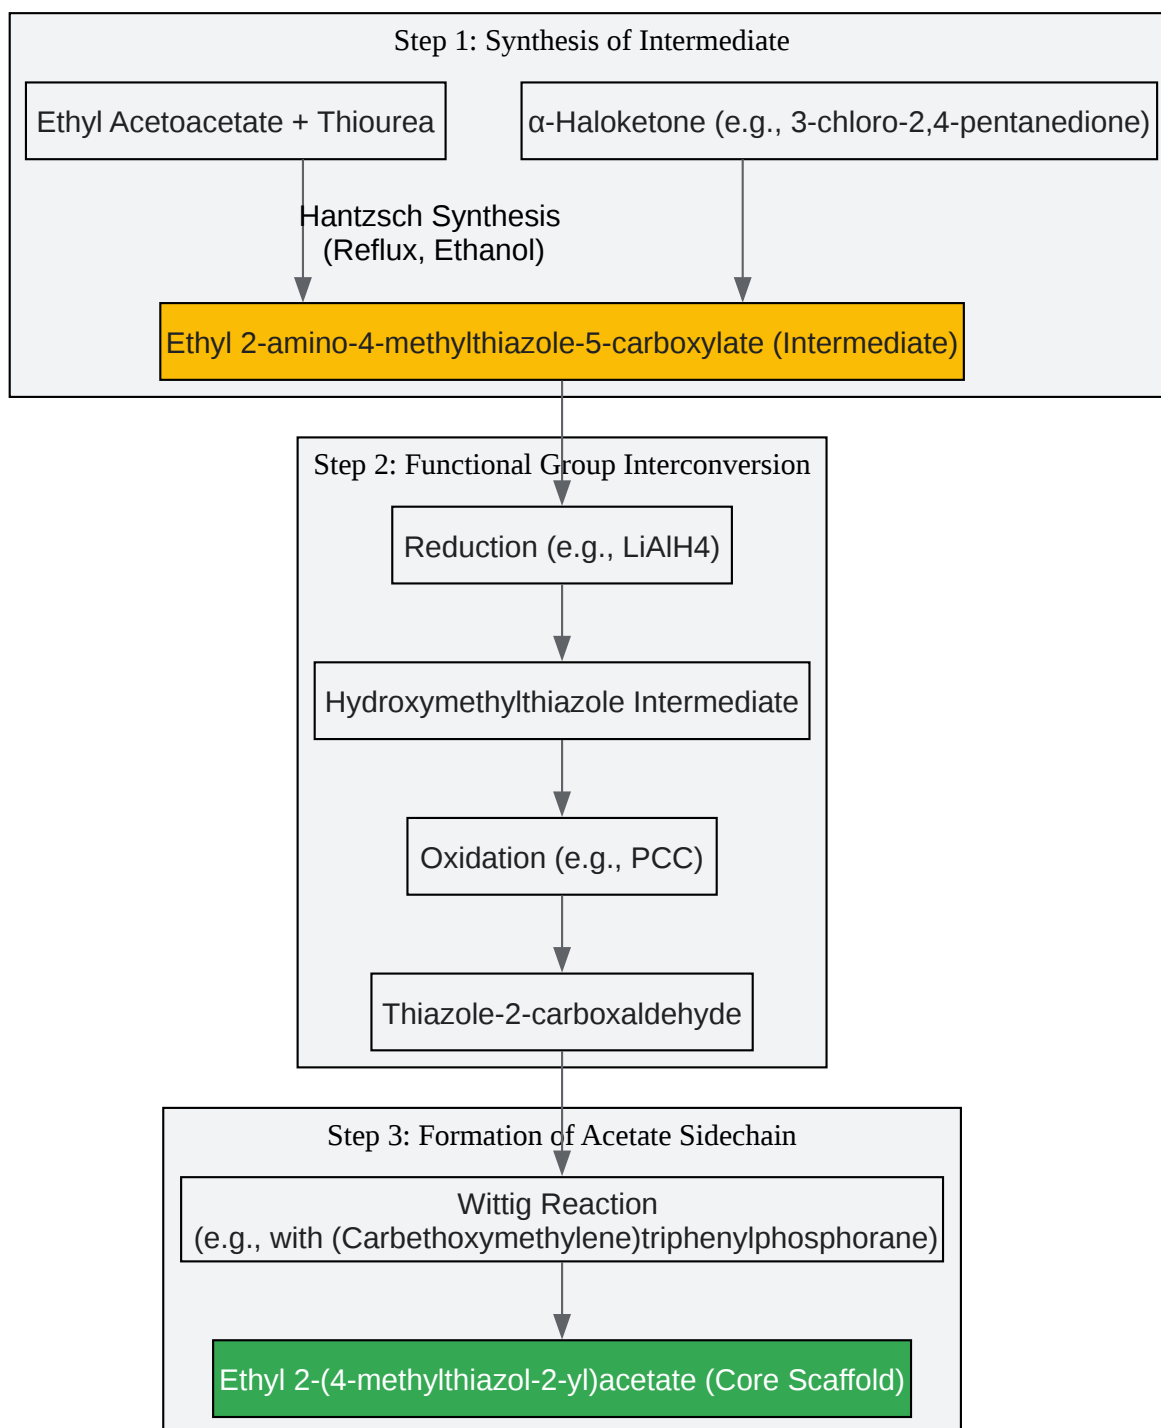 Step 1: Synthesis of Intermediate
Ethyl Acetoacetate + Thiourea
α-Haloketone (e.g., 3-chloro-2,4-pentanedione)
Hantzsch Synthesis
(Reflux, Ethanol)
Ethyl 2-amino-4-methylthiazole-5-carboxylate (Intermediate)
Step 2: Functional Group Interconversion
Reduction (e.g., LiAlH4)
Hydroxymethylthiazole Intermediate
Oxidation (e.g., PCC)
Thiazole-2-carboxaldehyde
Step 3: Formation of Acetate Sidechain
Wittig Reaction
(e.g., with (Carbethoxymethylene)triphenylphosphorane)
Ethyl 2-(4-methylthiazol-2-yl)acetate (Core Scaffold)